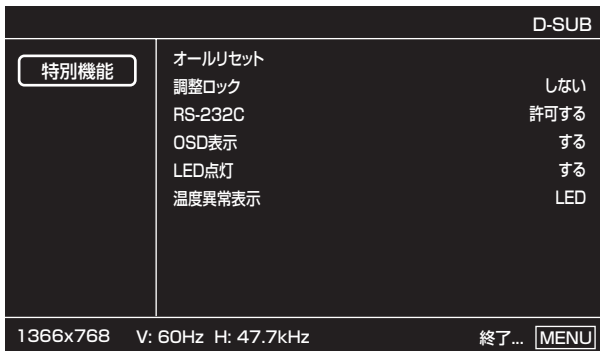 D-SUB
特別機能
オールリセット
調整ロック しない
RS-232C 許可する
OSD表示 する
LED点灯 する
温度異常表示 LED
1366x768 V: 60Hz H: 47.7kHz 終了... MENU